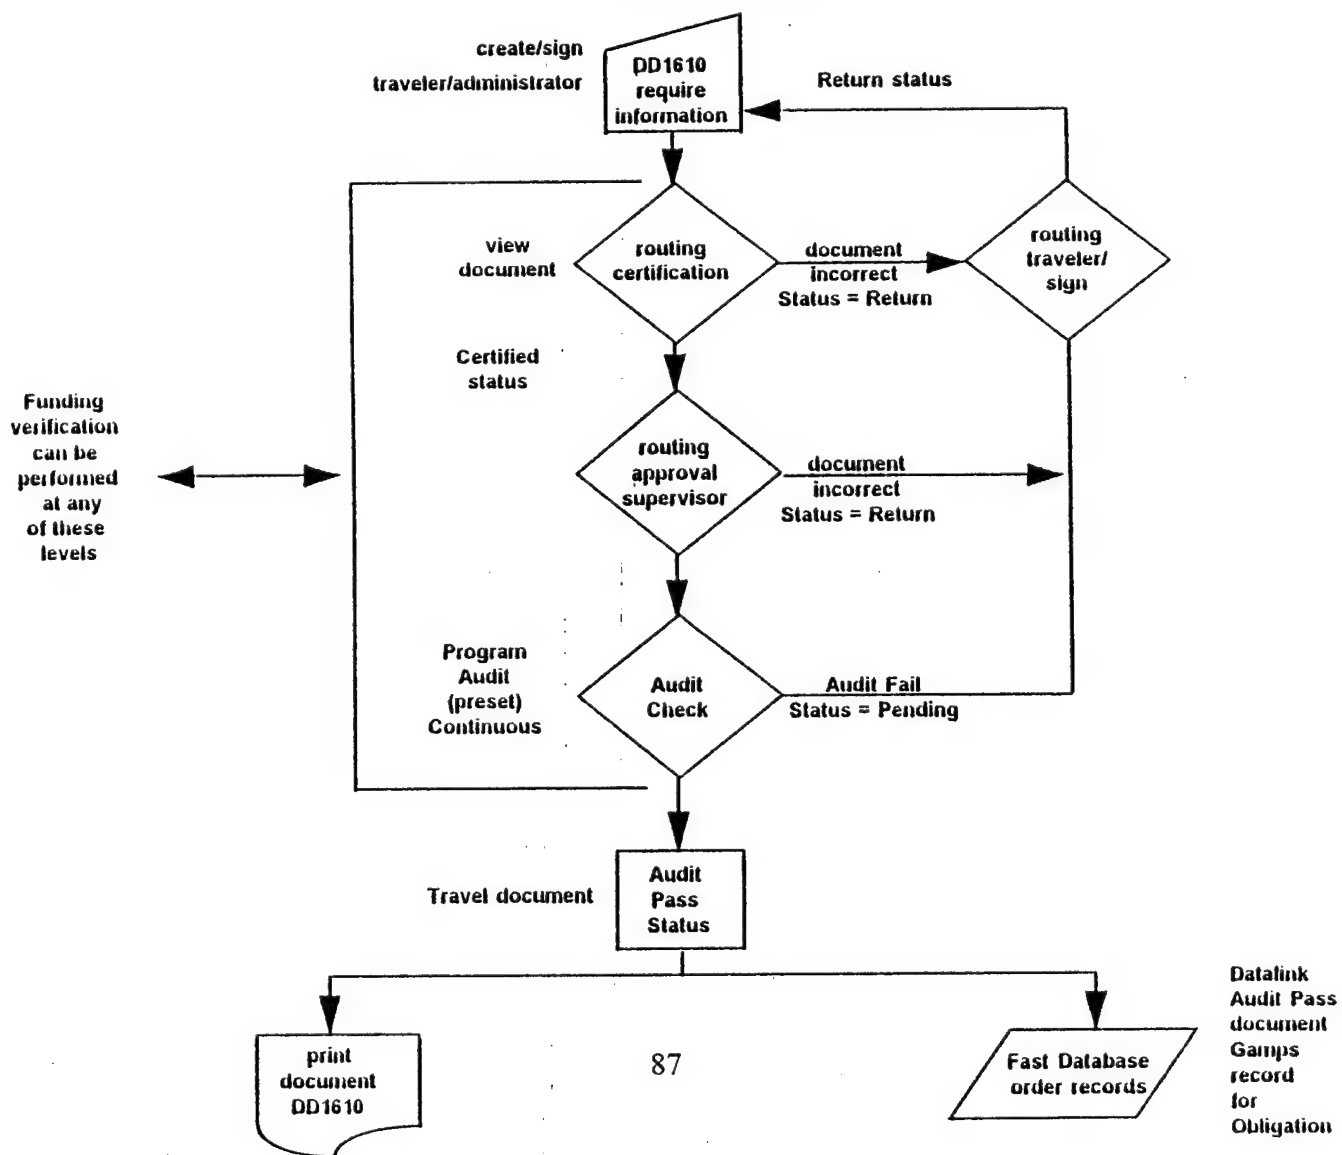 create/sign
traveler/administrator
DD1610
require
information
Return status
view
document
routing
certification
document
incorrect
Status = Return
routing
traveler/
sign
Certified
status
Funding
verification
can be
performed
at any
of these
levels
routing
approval
supervisor
document
incorrect
Status = Return
Program
Audit
(preset)
Continuous
Audit
Check
Audit Fail
Status = Pending
Travel document
Audit
Pass
Status
print
document
DD1610
87
Fast Database
order records
Datalink
Audit Pass
document
Gamps
record
for
Obligation